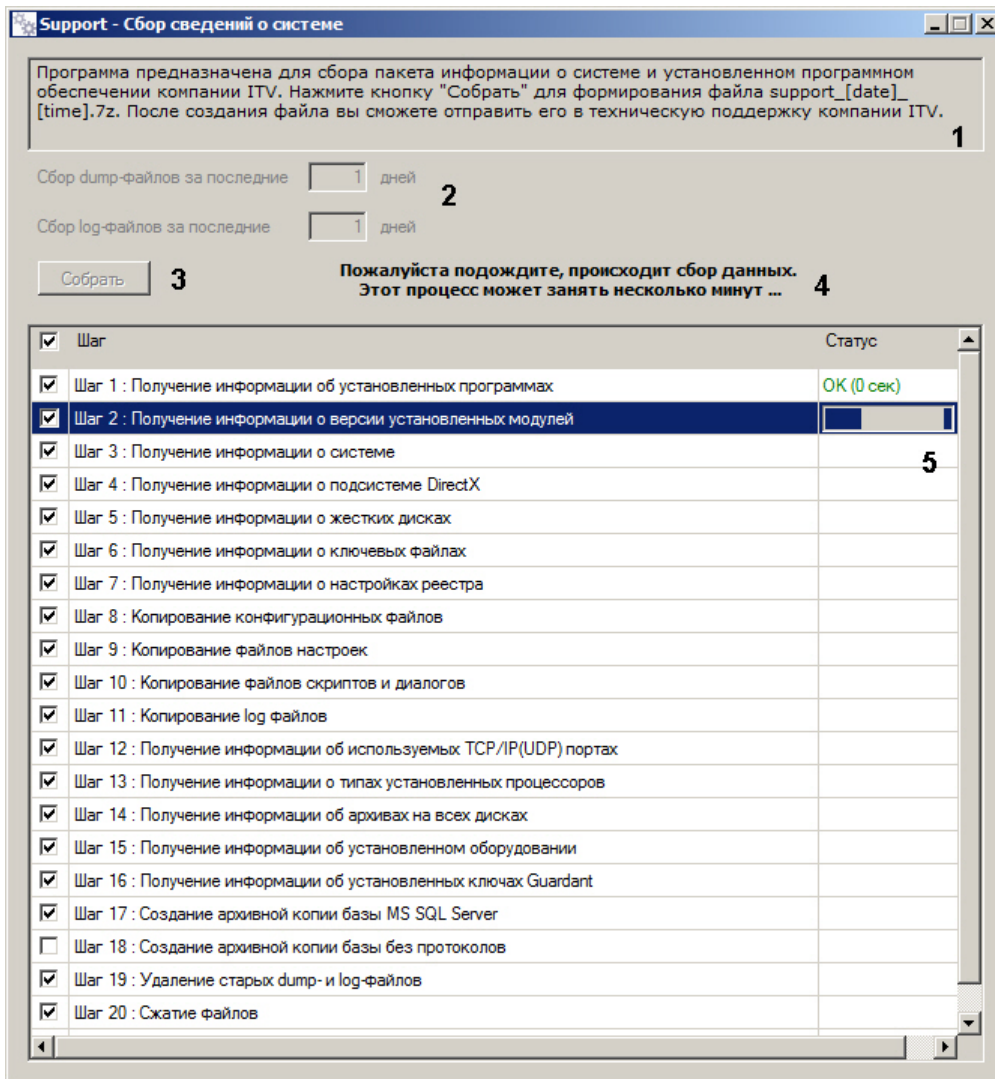 Support - Сбор сведений о системе
Программа предназначена для сбора пакета информации о системе и установленном программном
обеспечении компании ITV. Нажмите кнопку "Собрать" для формирования файла support_[date]_
[time].7z. После создания файла вы сможете отправить его в техническую поддержку компании ITV.
1
Сбор dump-файлов за последние 1 дней
2
Сбор log-файлов за последние 1 дней
Собрать 3
Пожалуйста подождите, происходит сбор данных.
Этот процесс может занять несколько минут ...
4
Шаг Статус
Шаг 1 : Получение информации об установленных программах OK (0 сек)
Шаг 2 : Получение информации о версии установленных модулей
Шаг 3 : Получение информации о системе
5
Шаг 4 : Получение информации о подсистеме DirectX
Шаг 5 : Получение информации о жестких дисках
Шаг 6 : Получение информации о ключевых файлах
Шаг 7 : Получение информации о настройках реестра
Шаг 8 : Копирование конфигурационных файлов
Шаг 9 : Копирование файлов настроек
Шаг 10 : Копирование файлов скриптов и диалогов
Шаг 11 : Копирование log файлов
Шаг 12 : Получение информации об используемых TCP/IP(UDP) портах
Шаг 13 : Получение информации о типах установленных процессоров
Шаг 14 : Получение информации об архивах на всех дисках
Шаг 15 : Получение информации об установленном оборудовании
Шаг 16 : Получение информации об установленных ключах Guardant
Шаг 17 : Создание архивной копии базы MS SQL Server
Шаг 18 : Создание архивной копии базы без протоколов
Шаг 19 : Удаление старых dump- и log-файлов
Шаг 20 : Сжатие файлов